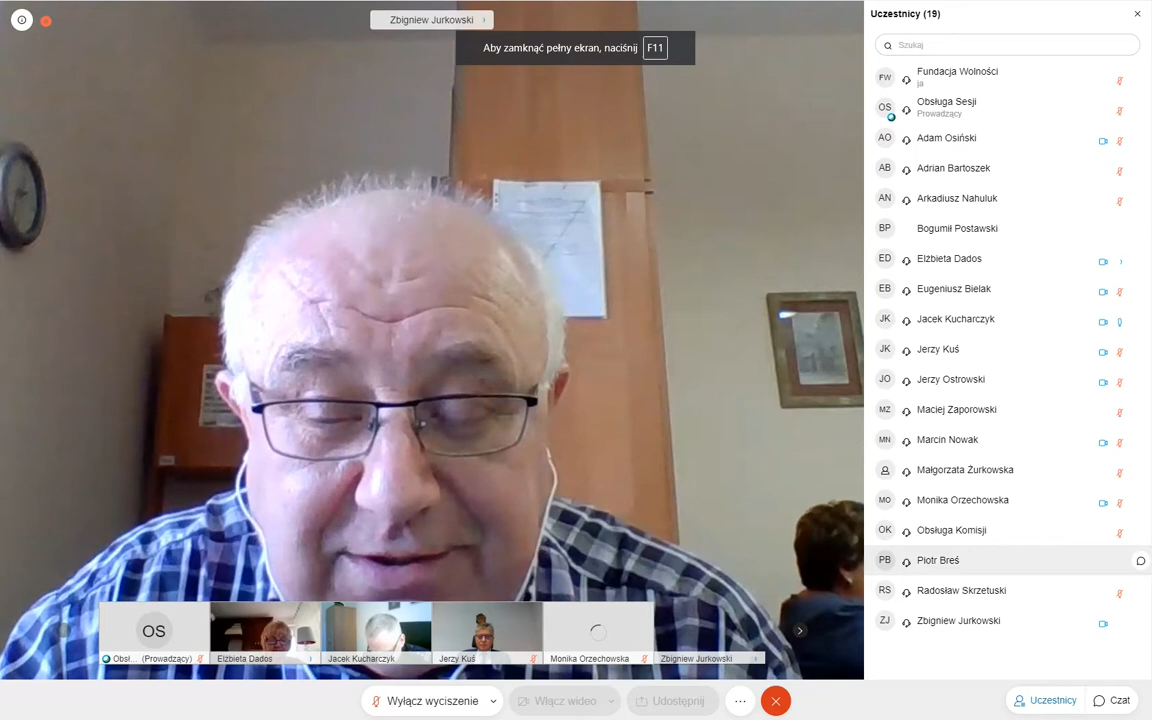 Zbigniew Jurkowski
Aby zamknąć pełny ekran, naciśnij F11
Uczestnicy (19)
Szukaj
FW Fundacja Wolności
ja
OS Obsługa Sesji
Prowadzący
AO Adam Osiński
AB Adrian Bartoszek
AN Arkadiusz Nahuluk
BP Bogumił Postawski
ED Elżbieta Dados
EB Eugeniusz Bielak
JK Jacek Kucharczyk
JK Jerzy Kuś
JO Jerzy Ostrowski
MZ Maciej Zaporowski
MN Marcin Nowak
Małgorzata Żurkowska
MO Monika Orzechowska
OK Obsługa Komisji
PB Piotr Breś
RS Radosław Skrzetuski
ZJ Zbigniew Jurkowski
OS
Obsł... (Prowadzący)
Elżbieta Dados
Jacek Kucharczyk
Jerzy Kuś
Monika Orzechowska
Zbigniew Jurkowski
Wyłącz wyciszenie
Włącz wideo
Udostępnij
Uczestnicy
Czat